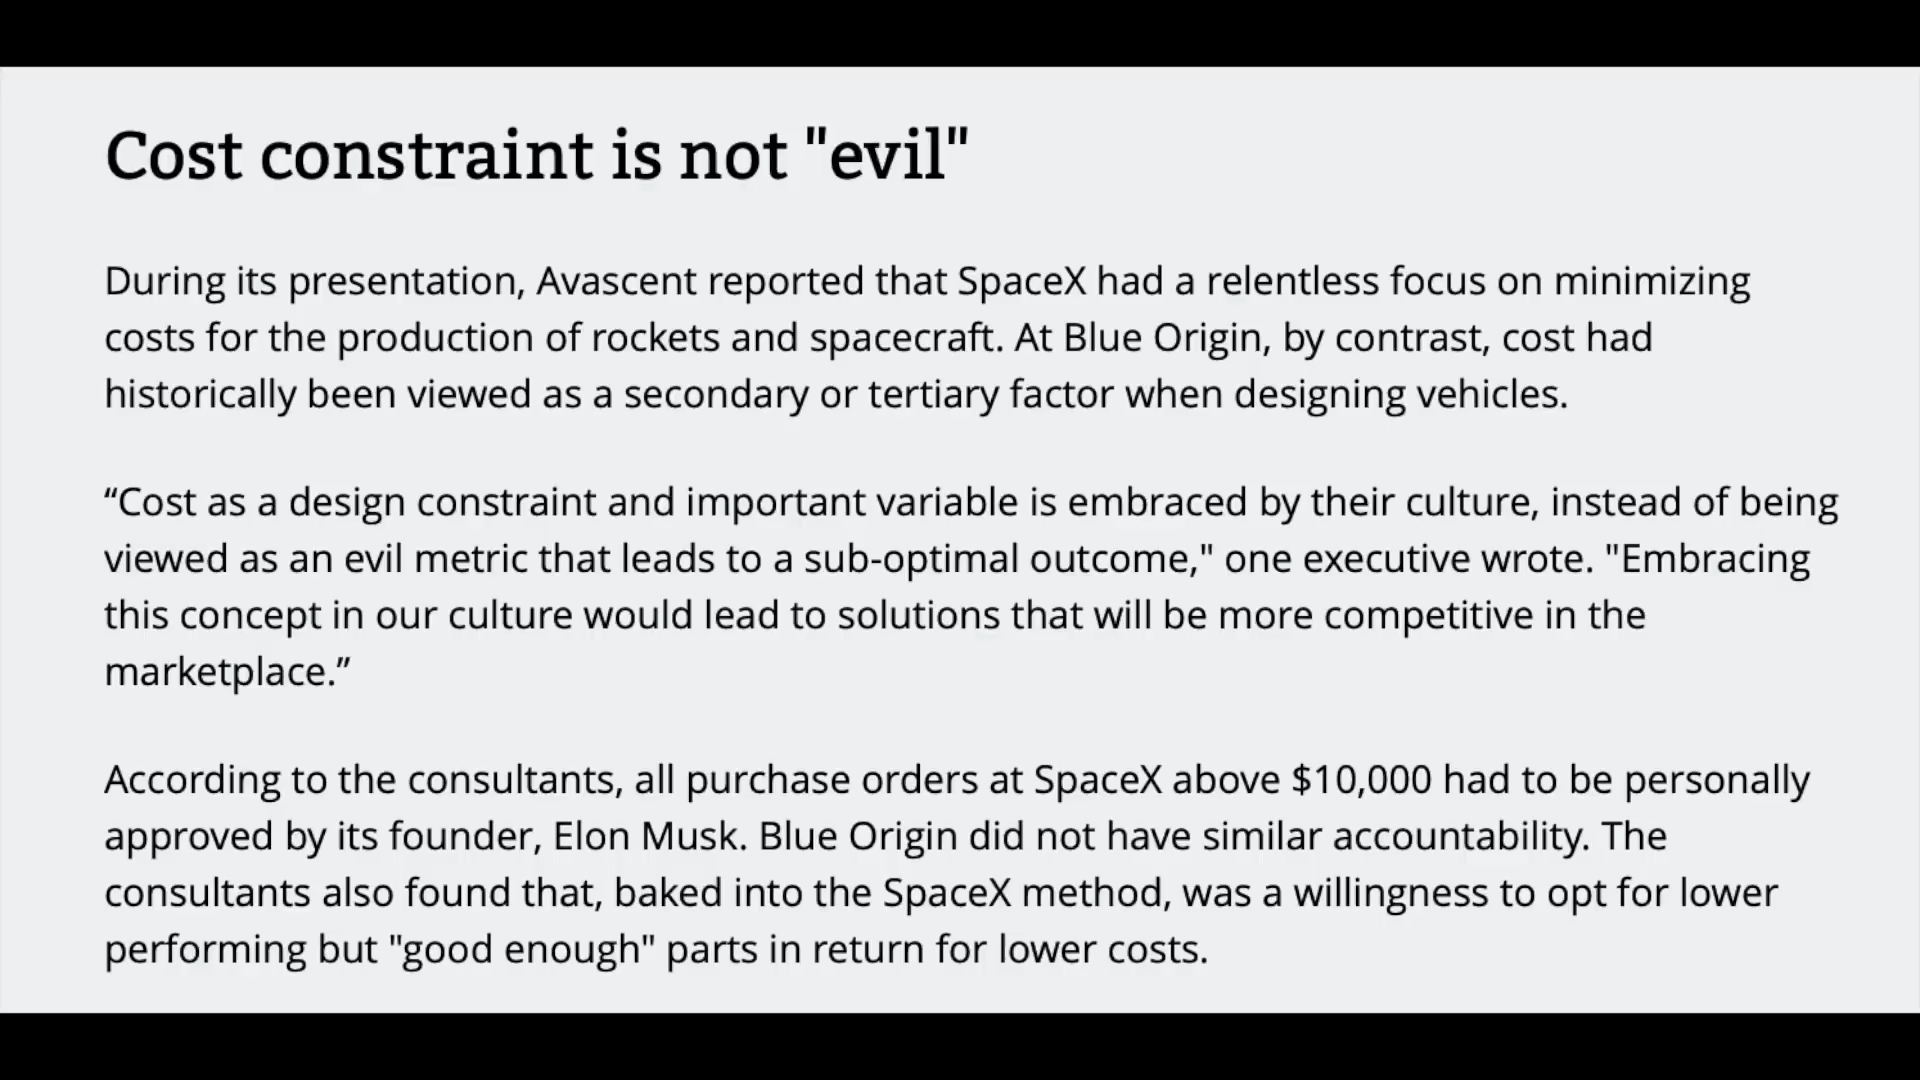 Cost constraint is not "evil"
During its presentation, Avascent reported that SpaceX had a relentless focus on minimizing
costs for the production of rockets and spacecraft. At Blue Origin, by contrast, cost had
historically been viewed as a secondary or tertiary factor when designing vehicles.
“Cost as a design constraint and important variable is embraced by their culture, instead of being
viewed as an evil metric that leads to a sub-optimal outcome," one executive wrote. "Embracing
this concept in our culture would lead to solutions that will be more competitive in the
marketplace.”
According to the consultants, all purchase orders at SpaceX above $10,000 had to be personally
approved by its founder, Elon Musk. Blue Origin did not have similar accountability. The
consultants also found that, baked into the SpaceX method, was a willingness to opt for lower
performing but "good enough" parts in return for lower costs.